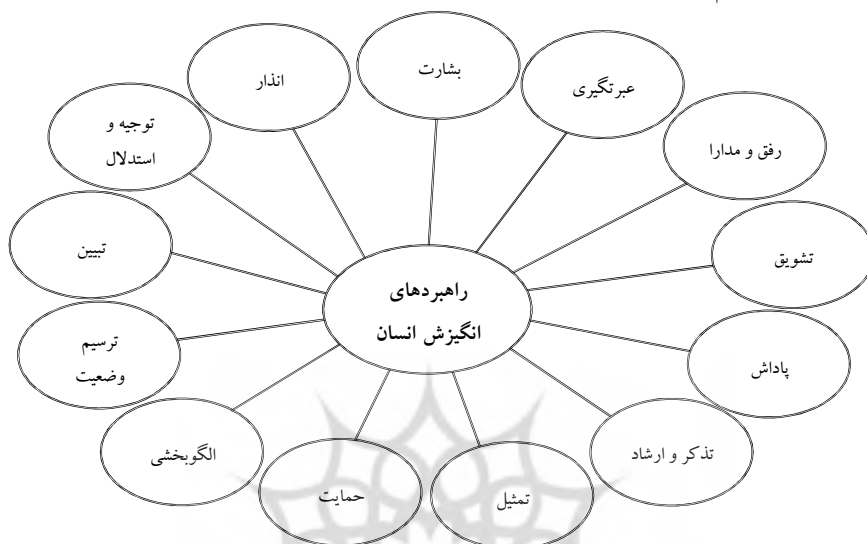 بشارت
عبرتگیری
رفق و مدارا
تشویق
پاداش
تذکر و ارشاد
تمثیل
حمایت
الگوبخشی
ترسیم
وضعیت
تبیین
توجیه و
استدلال
انذار
راهبردهای
انگیزش انسان